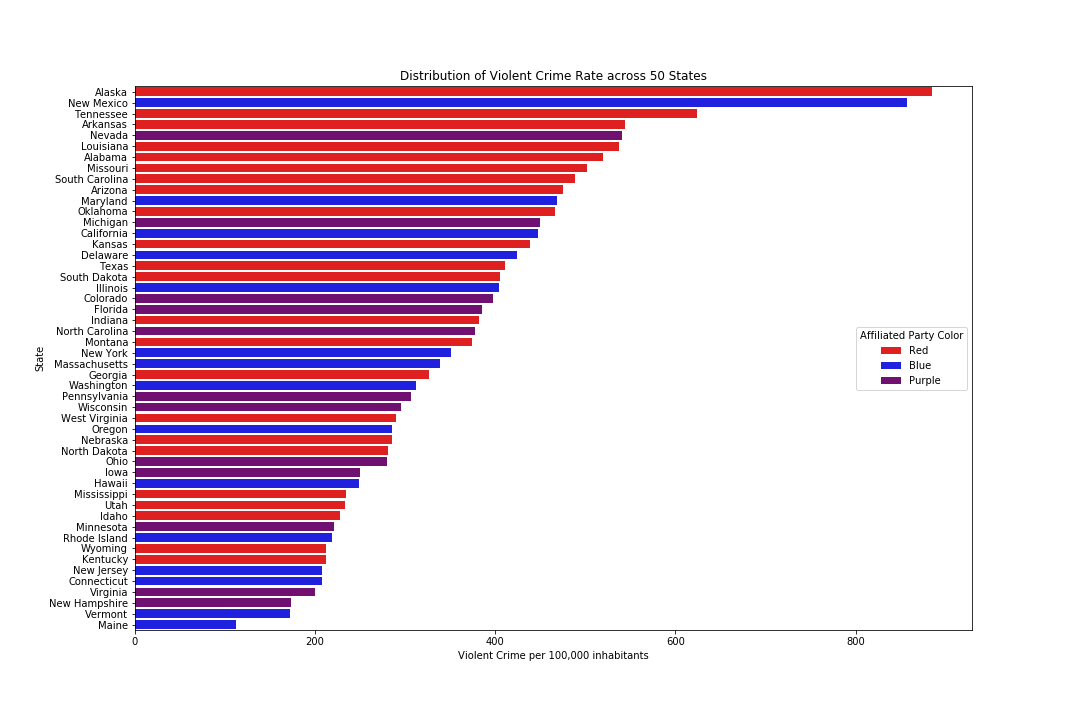 Distribution of Violent Crime Rate across 50 States
Alaska
New Mexico
Tennessee
Arkansas
Nevada
Louisiana
Alabama
Missouri
South Carolina
Arizona
Maryland
Oklahoma
Michigan
California
Kansas
Delaware
Texas
South Dakota
Illinois
Colorado
Florida
Indiana
North Carolina
Montana
New York
Massachusetts
Georgia
Washington
Pennsylvania
Wisconsin
West Virginia
Oregon
Nebraska
North Dakota
Ohio
Iowa
Hawaii
Mississippi
Utah
Idaho
Minnesota
Rhode Island
Wyoming
Kentucky
New Jersey
Connecticut
Virginia
New Hampshire
Vermont
Maine
State
Affiliated Party Color
Red
Blue
Purple
0 200 400 600 800
Violent Crime per 100,000 inhabitants